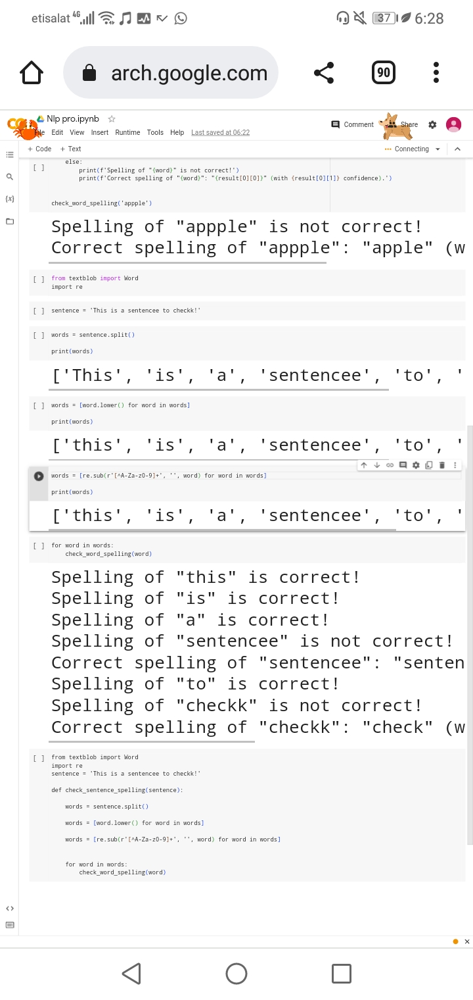 etisalat 4G 37 6:28
arch.google.com 90
Nlp pro.ipynb
File Edit View Insert Runtime Tools Help Last saved at 06:22
Comment Share
+ Code + Text Connecting
else:
[ ] print(f'Spelling of "{word}" is not correct!')
print(f'Correct spelling of "{word}": "{result[0][0]}" (with {result[0][1]} confidence).')
check_word_spelling('appple')
Spelling of "appple" is not correct!
Correct spelling of "appple": "apple" (w
[ ] from textblob import Word
import re
[ ] sentence = 'This is a sentencee to checkk!'
[ ] words = sentence.split()
print(words)
['This', 'is', 'a', 'sentencee', 'to', '
[ ] words = [word.lower() for word in words]
print(words)
['this', 'is', 'a', 'sentencee', 'to', '
words = [re.sub(r'[^A-Za-z0-9]+', '', word) for word in words]
print(words)
['this', 'is', 'a', 'sentencee', 'to', '
[ ] for word in words:
check_word_spelling(word)
Spelling of "this" is correct!
Spelling of "is" is correct!
Spelling of "a" is correct!
Spelling of "sentencee" is not correct!
Correct spelling of "sentencee": "senten
Spelling of "to" is correct!
Spelling of "checkk" is not correct!
Correct spelling of "checkk": "check" (w
[ ] from textblob import Word
import re
sentence = 'This is a sentencee to checkk!'
def check_sentence_spelling(sentence):
words = sentence.split()
words = [word.lower() for word in words]
words = [re.sub(r'[^A-Za-z0-9]+', '', word) for word in words]
for word in words:
check_word_spelling(word)